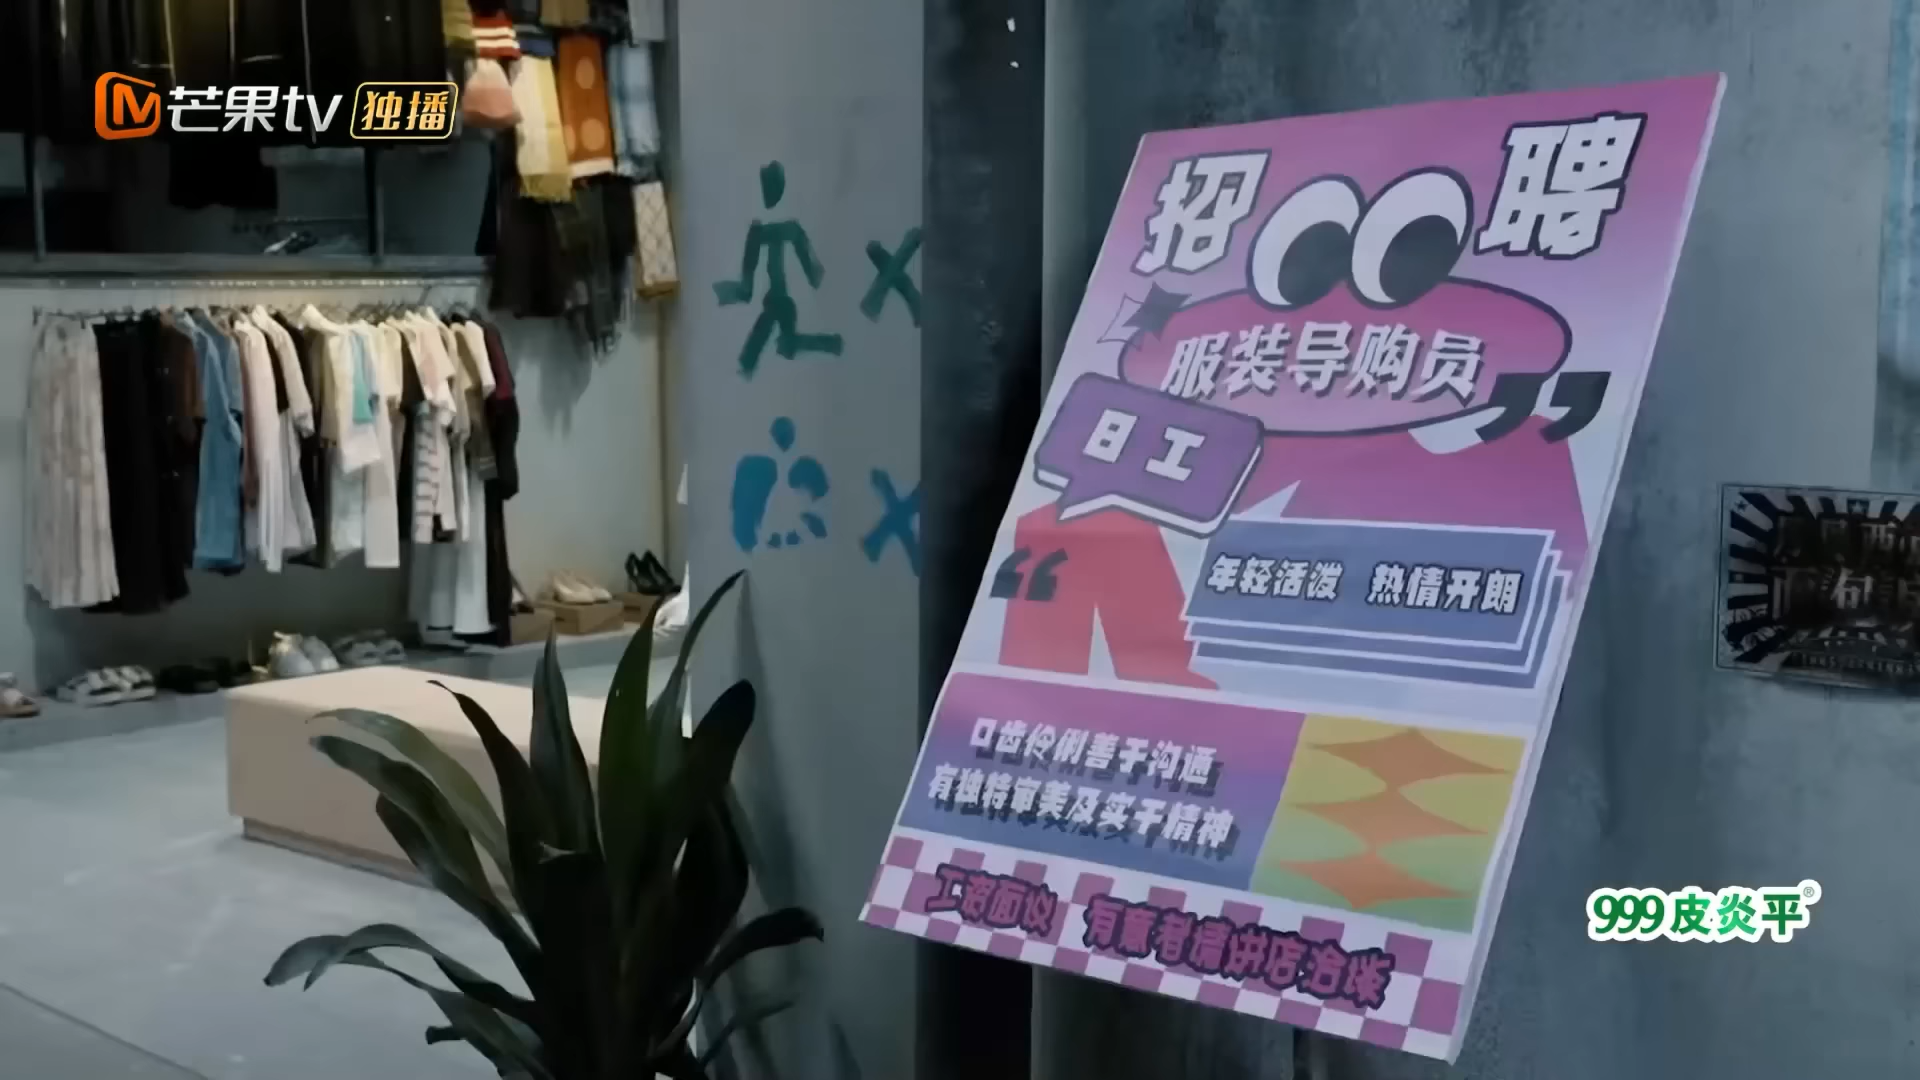 芒果tv 独播
招聘
服装导购员
日工
年轻活泼 热情开朗
口齿伶俐善于沟通
有独特审美及实干精神
工资面议 有意者请进店洽谈
999皮炎平®